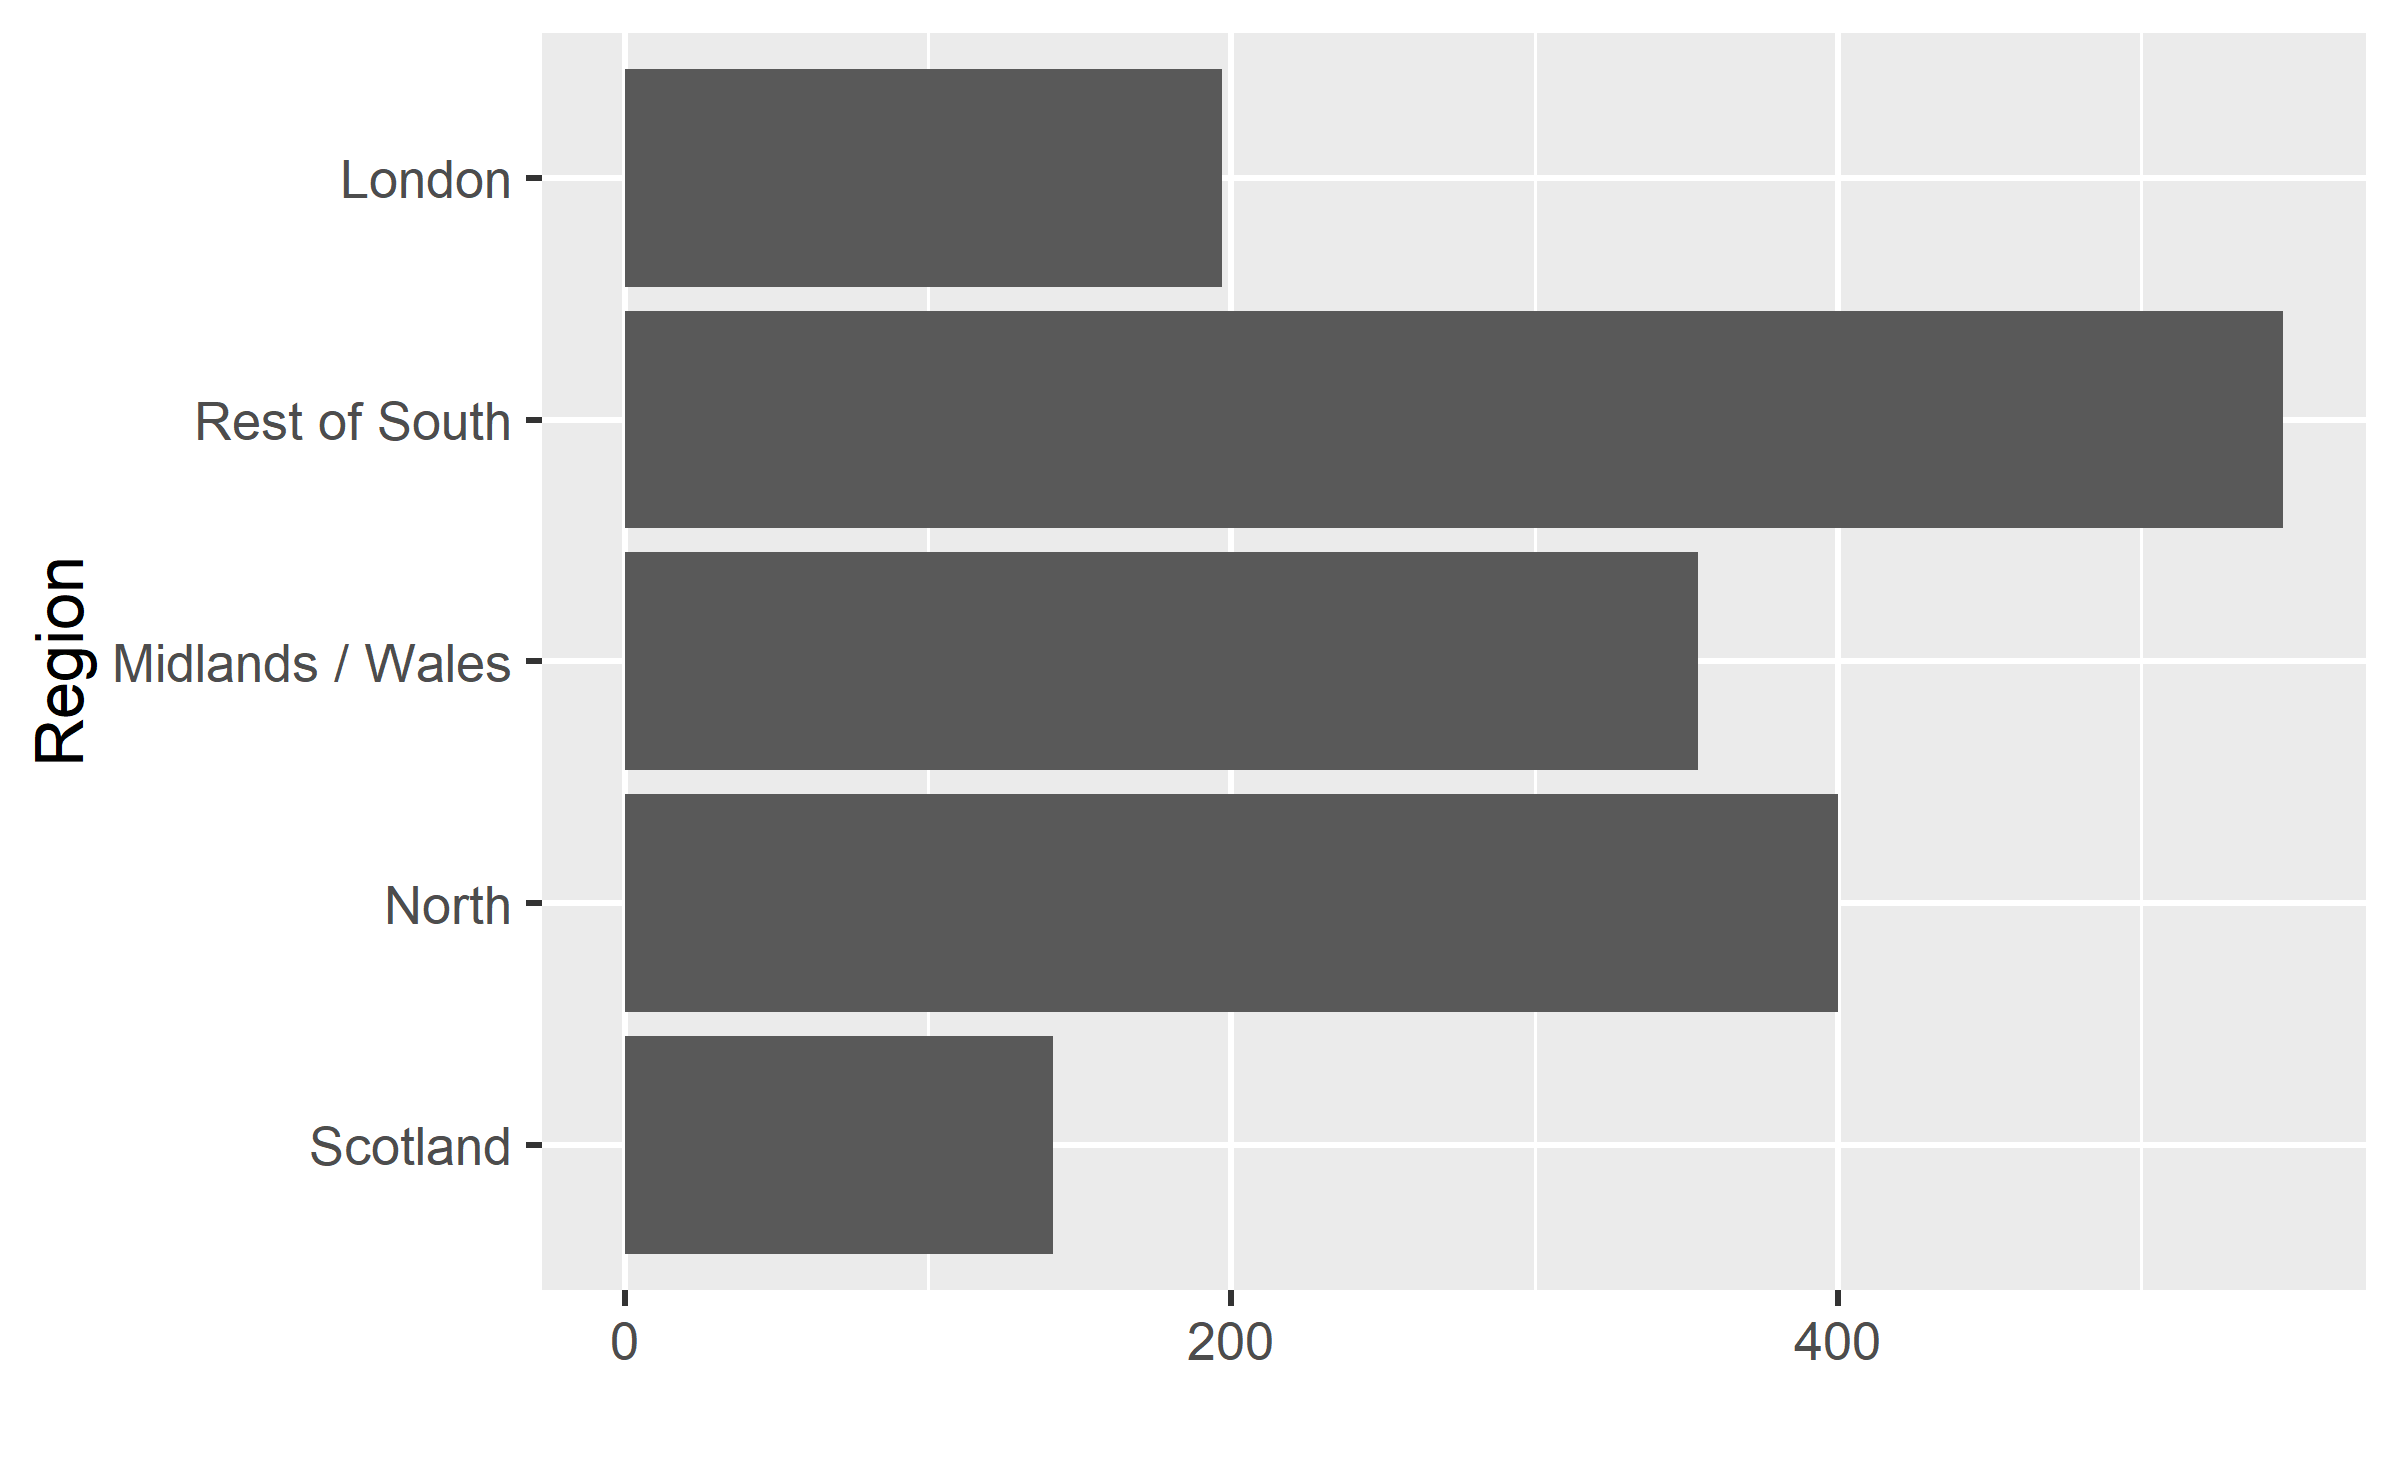 London
Rest of South
Midlands / Wales
North
Scotland
Region
0
200
400